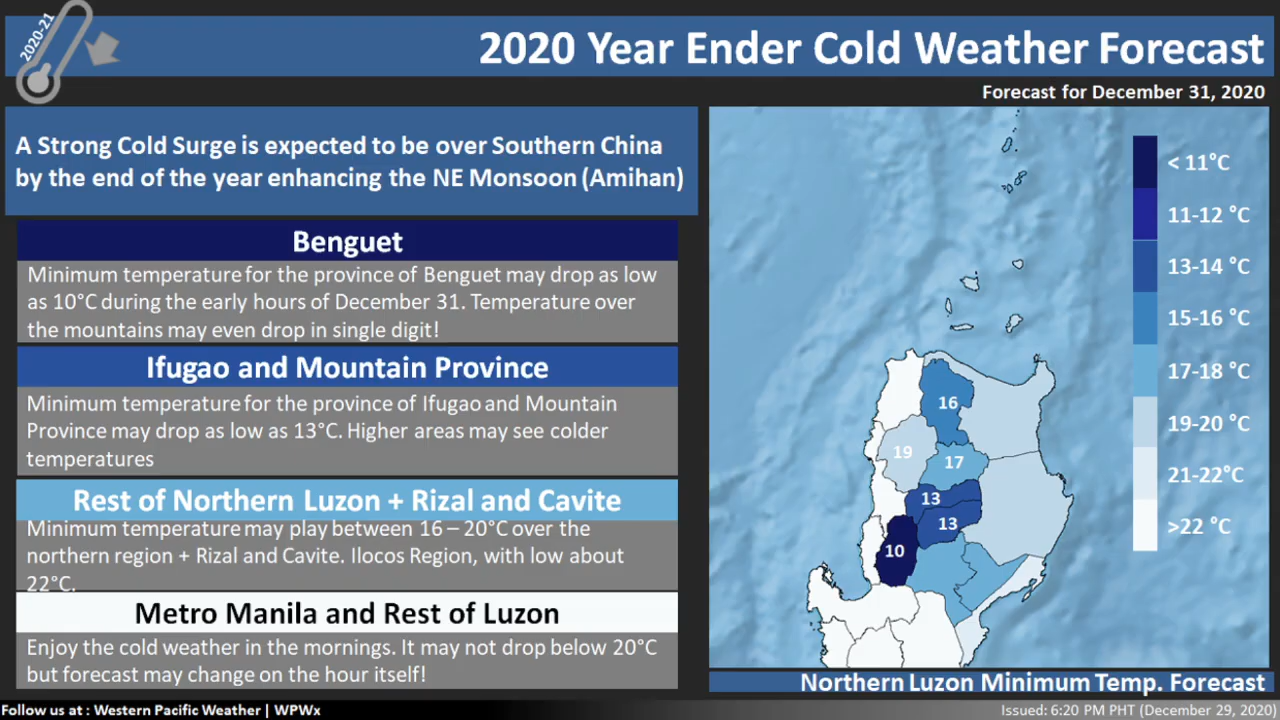 2020-21
2020 Year Ender Cold Weather Forecast
Forecast for December 31, 2020
A Strong Cold Surge is expected to be over Southern China
by the end of the year enhancing the NE Monsoon (Amihan)
Benguet
Minimum temperature for the province of Benguet may drop as low
as 10°C during the early hours of December 31. Temperature over
the mountains may even drop in single digit!
Ifugao and Mountain Province
Minimum temperature for the province of Ifugao and Mountain
Province may drop as low as 13°C. Higher areas may see colder
temperatures
Rest of Northern Luzon + Rizal and Cavite
Minimum temperature may play between 16 – 20°C over the
northern region + Rizal and Cavite. Ilocos Region, with low about
22°C.
Metro Manila and Rest of Luzon
Enjoy the cold weather in the mornings. It may not drop below 20°C
but forecast may change on the hour itself!
< 11°C
11-12 °C
13-14 °C
15-16 °C
17-18 °C
19-20 °C
21-22°C
>22 °C
16
19
17
13
13
10
Northern Luzon Minimum Temp. Forecast
Follow us at : Western Pacific Weather | WPWx
Issued: 6:20 PM PHT (December 29, 2020)